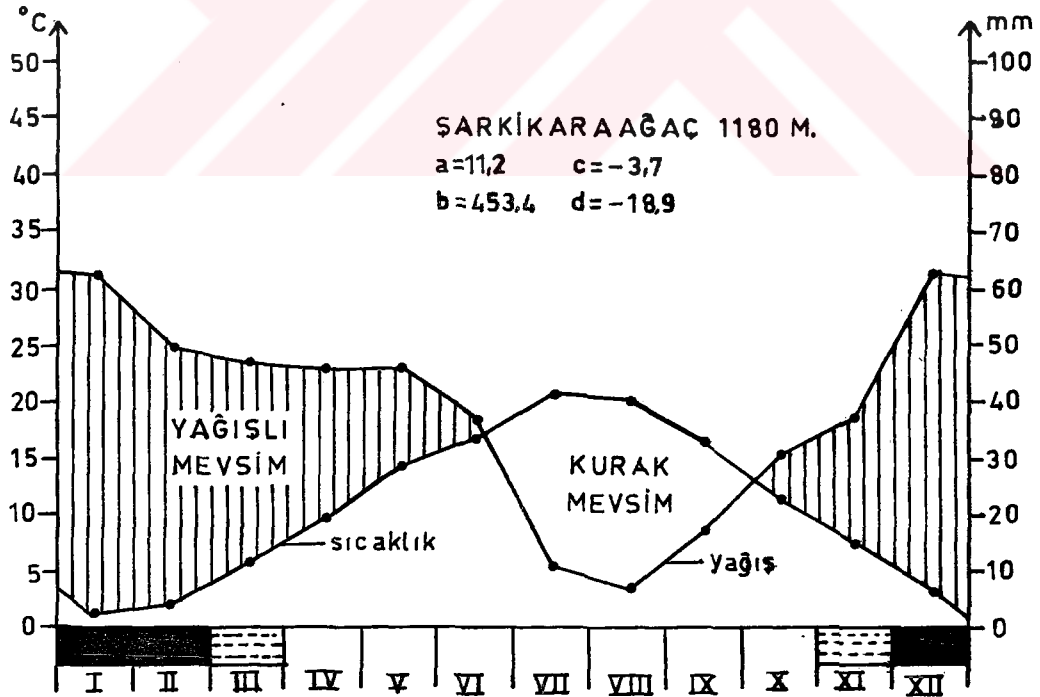 °C mm
50 100
45 90
40 80
35 70
30 60
25 50
20 40
15 30
10 20
5 10
0 0
ŞARKİKARAAĞAÇ 1180 M.
a=11,2 c=-3,7
b=453,4 d=-18,9
YAĞIŞLI
MEVSİM
KURAK
MEVSİM
sıcaklık
yağış
I II III IV V VI VII VIII IX X XI XII